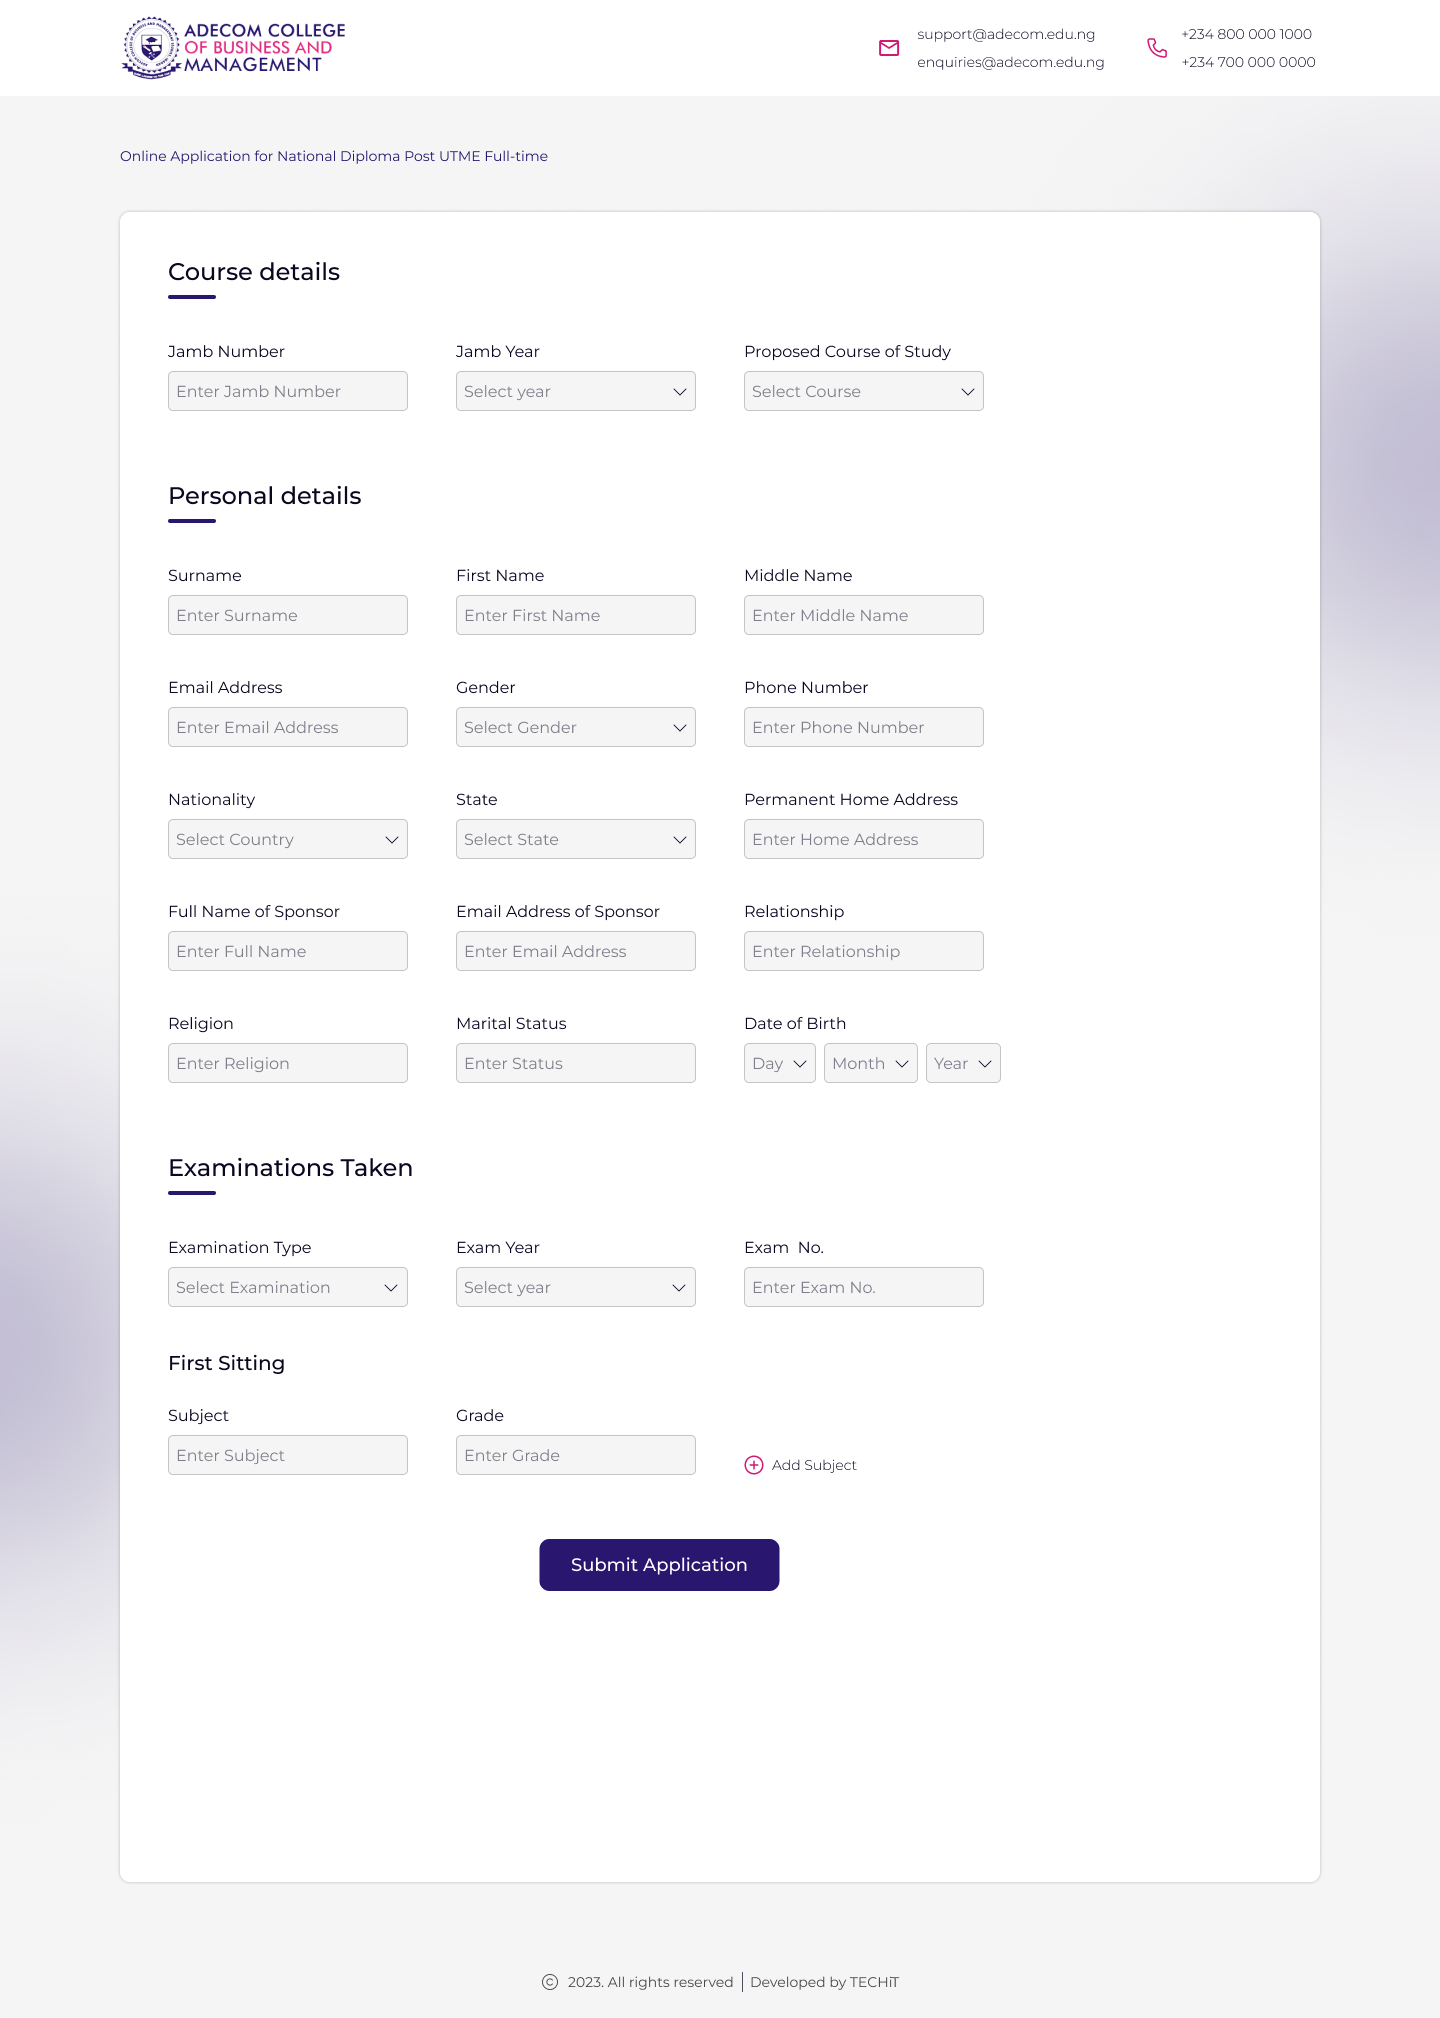 ADECOM COLLEGE
OF BUSINESS AND
MANAGEMENT
support@adecom.edu.ng
enquiries@adecom.edu.ng
+234 800 000 1000
+234 700 000 0000
Online Application for National Diploma Post UTME Full-time
Course details
Jamb Number Jamb Year Proposed Course of Study
Enter Jamb Number Select year Select Course
Personal details
Surname First Name Middle Name
Enter Surname Enter First Name Enter Middle Name
Email Address Gender Phone Number
Enter Email Address Select Gender Enter Phone Number
Nationality State Permanent Home Address
Select Country Select State Enter Home Address
Full Name of Sponsor Email Address of Sponsor Relationship
Enter Full Name Enter Email Address Enter Relationship
Religion Marital Status Date of Birth
Enter Religion Enter Status Day Month Year
Examinations Taken
Examination Type Exam Year Exam  No.
Select Examination Select year Enter Exam No.
First Sitting
Subject Grade
Enter Subject Enter Grade Add Subject
Submit Application
© 2023. All rights reserved | Developed by TECHiT